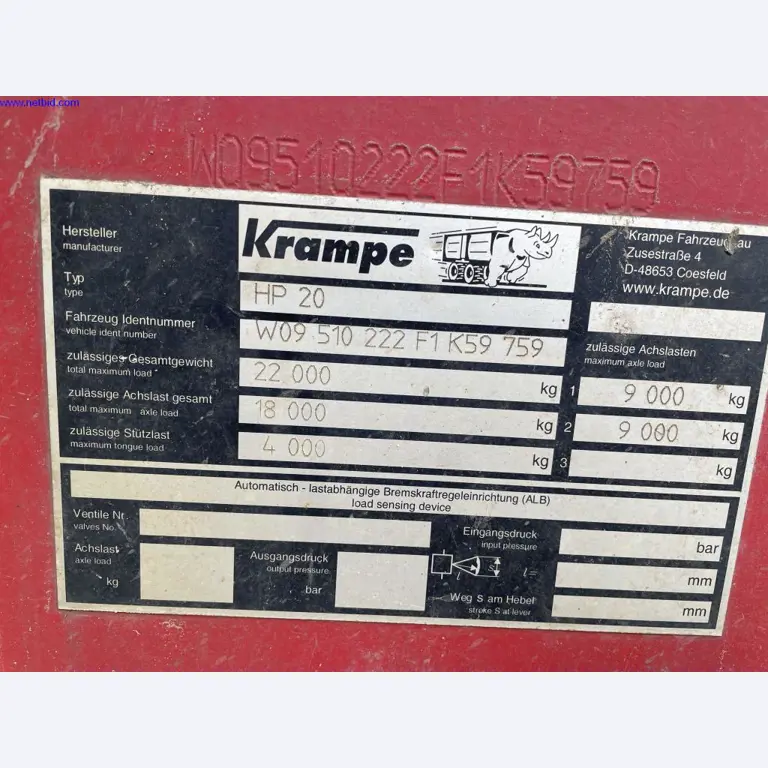 www.netbid.com
W09510222F1K59759
Hersteller
manufacturer
Krampe
Krampe Fahrzeugbau
Zusestraße 4
D-48653 Coesfeld
www.krampe.de
Typ
type
HP 20
Fahrzeug Identnummer
vehicle ident number
W09 510 222 F1 K59 759
zulässiges Gesamtgewicht
total maximum load
22 000 kg
zulässige Achslast gesamt
total maximum axle load
18 000 kg
zulässige Stützlast
maximum tongue load
4 000 kg
zulässige Achslasten
maximum axle load
1 9 000 kg
2 9 000 kg
3 kg
Automatisch - lastabhängige Bremskraftregeleinrichtung (ALB)
load sensing device
Ventile Nr.
valves No.
Achslast
axle load
kg
Ausgangsdruck
output pressure
bar
Eingangsdruck
input pressure
bar
l S l= mm
Weg S am Hebel
stroke S at lever
mm